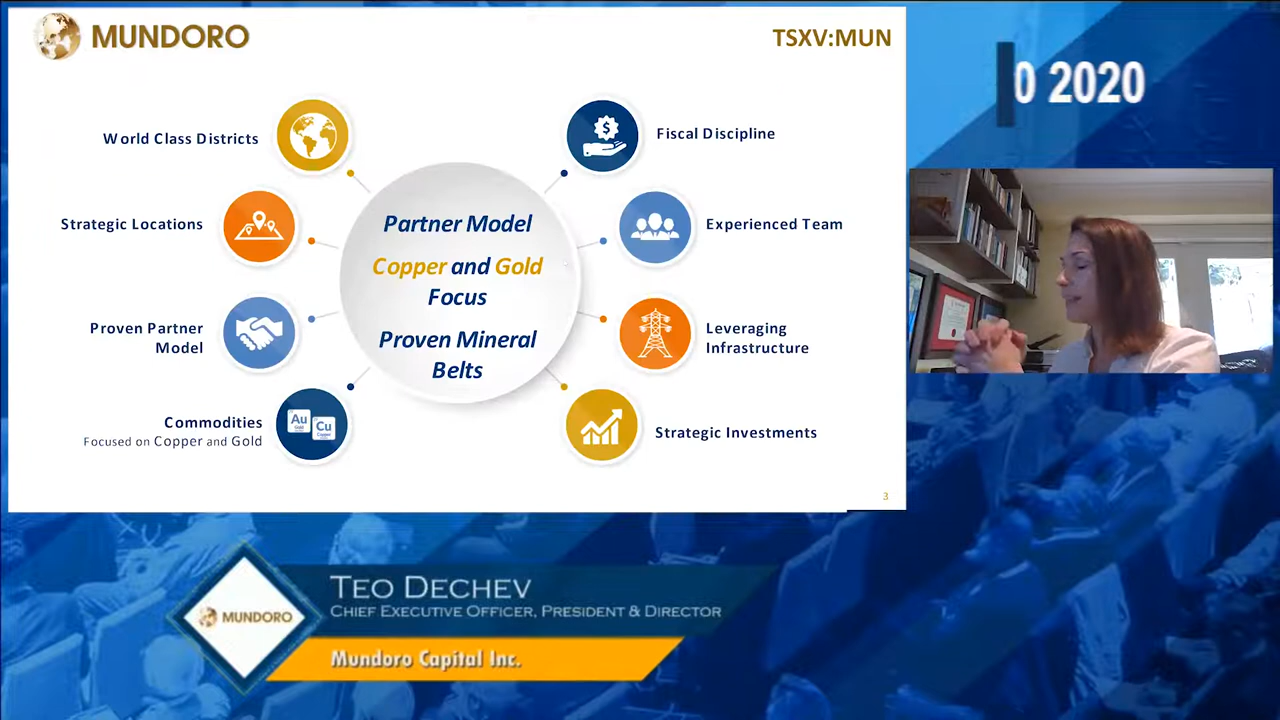 MUNDORO
TSXV:MUN
World Class Districts
Strategic Locations
Proven Partner
Model
Commodities
Focused on Copper and Gold
Au
Gold
Cu
Copper
Partner Model
Copper and Gold
Focus
Proven Mineral
Belts
$
Fiscal Discipline
Experienced Team
Leveraging
Infrastructure
Strategic Investments
3
0 2020
MUNDORO
TEO DECHEV
CHIEF EXECUTIVE OFFICER, PRESIDENT & DIRECTOR
Mundoro Capital Inc.